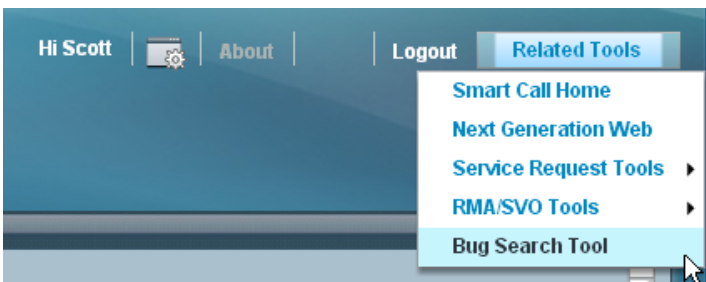 Hi Scott About Logout Related Tools
Smart Call Home
Next Generation Web
Service Request Tools
RMA/SVO Tools
Bug Search Tool